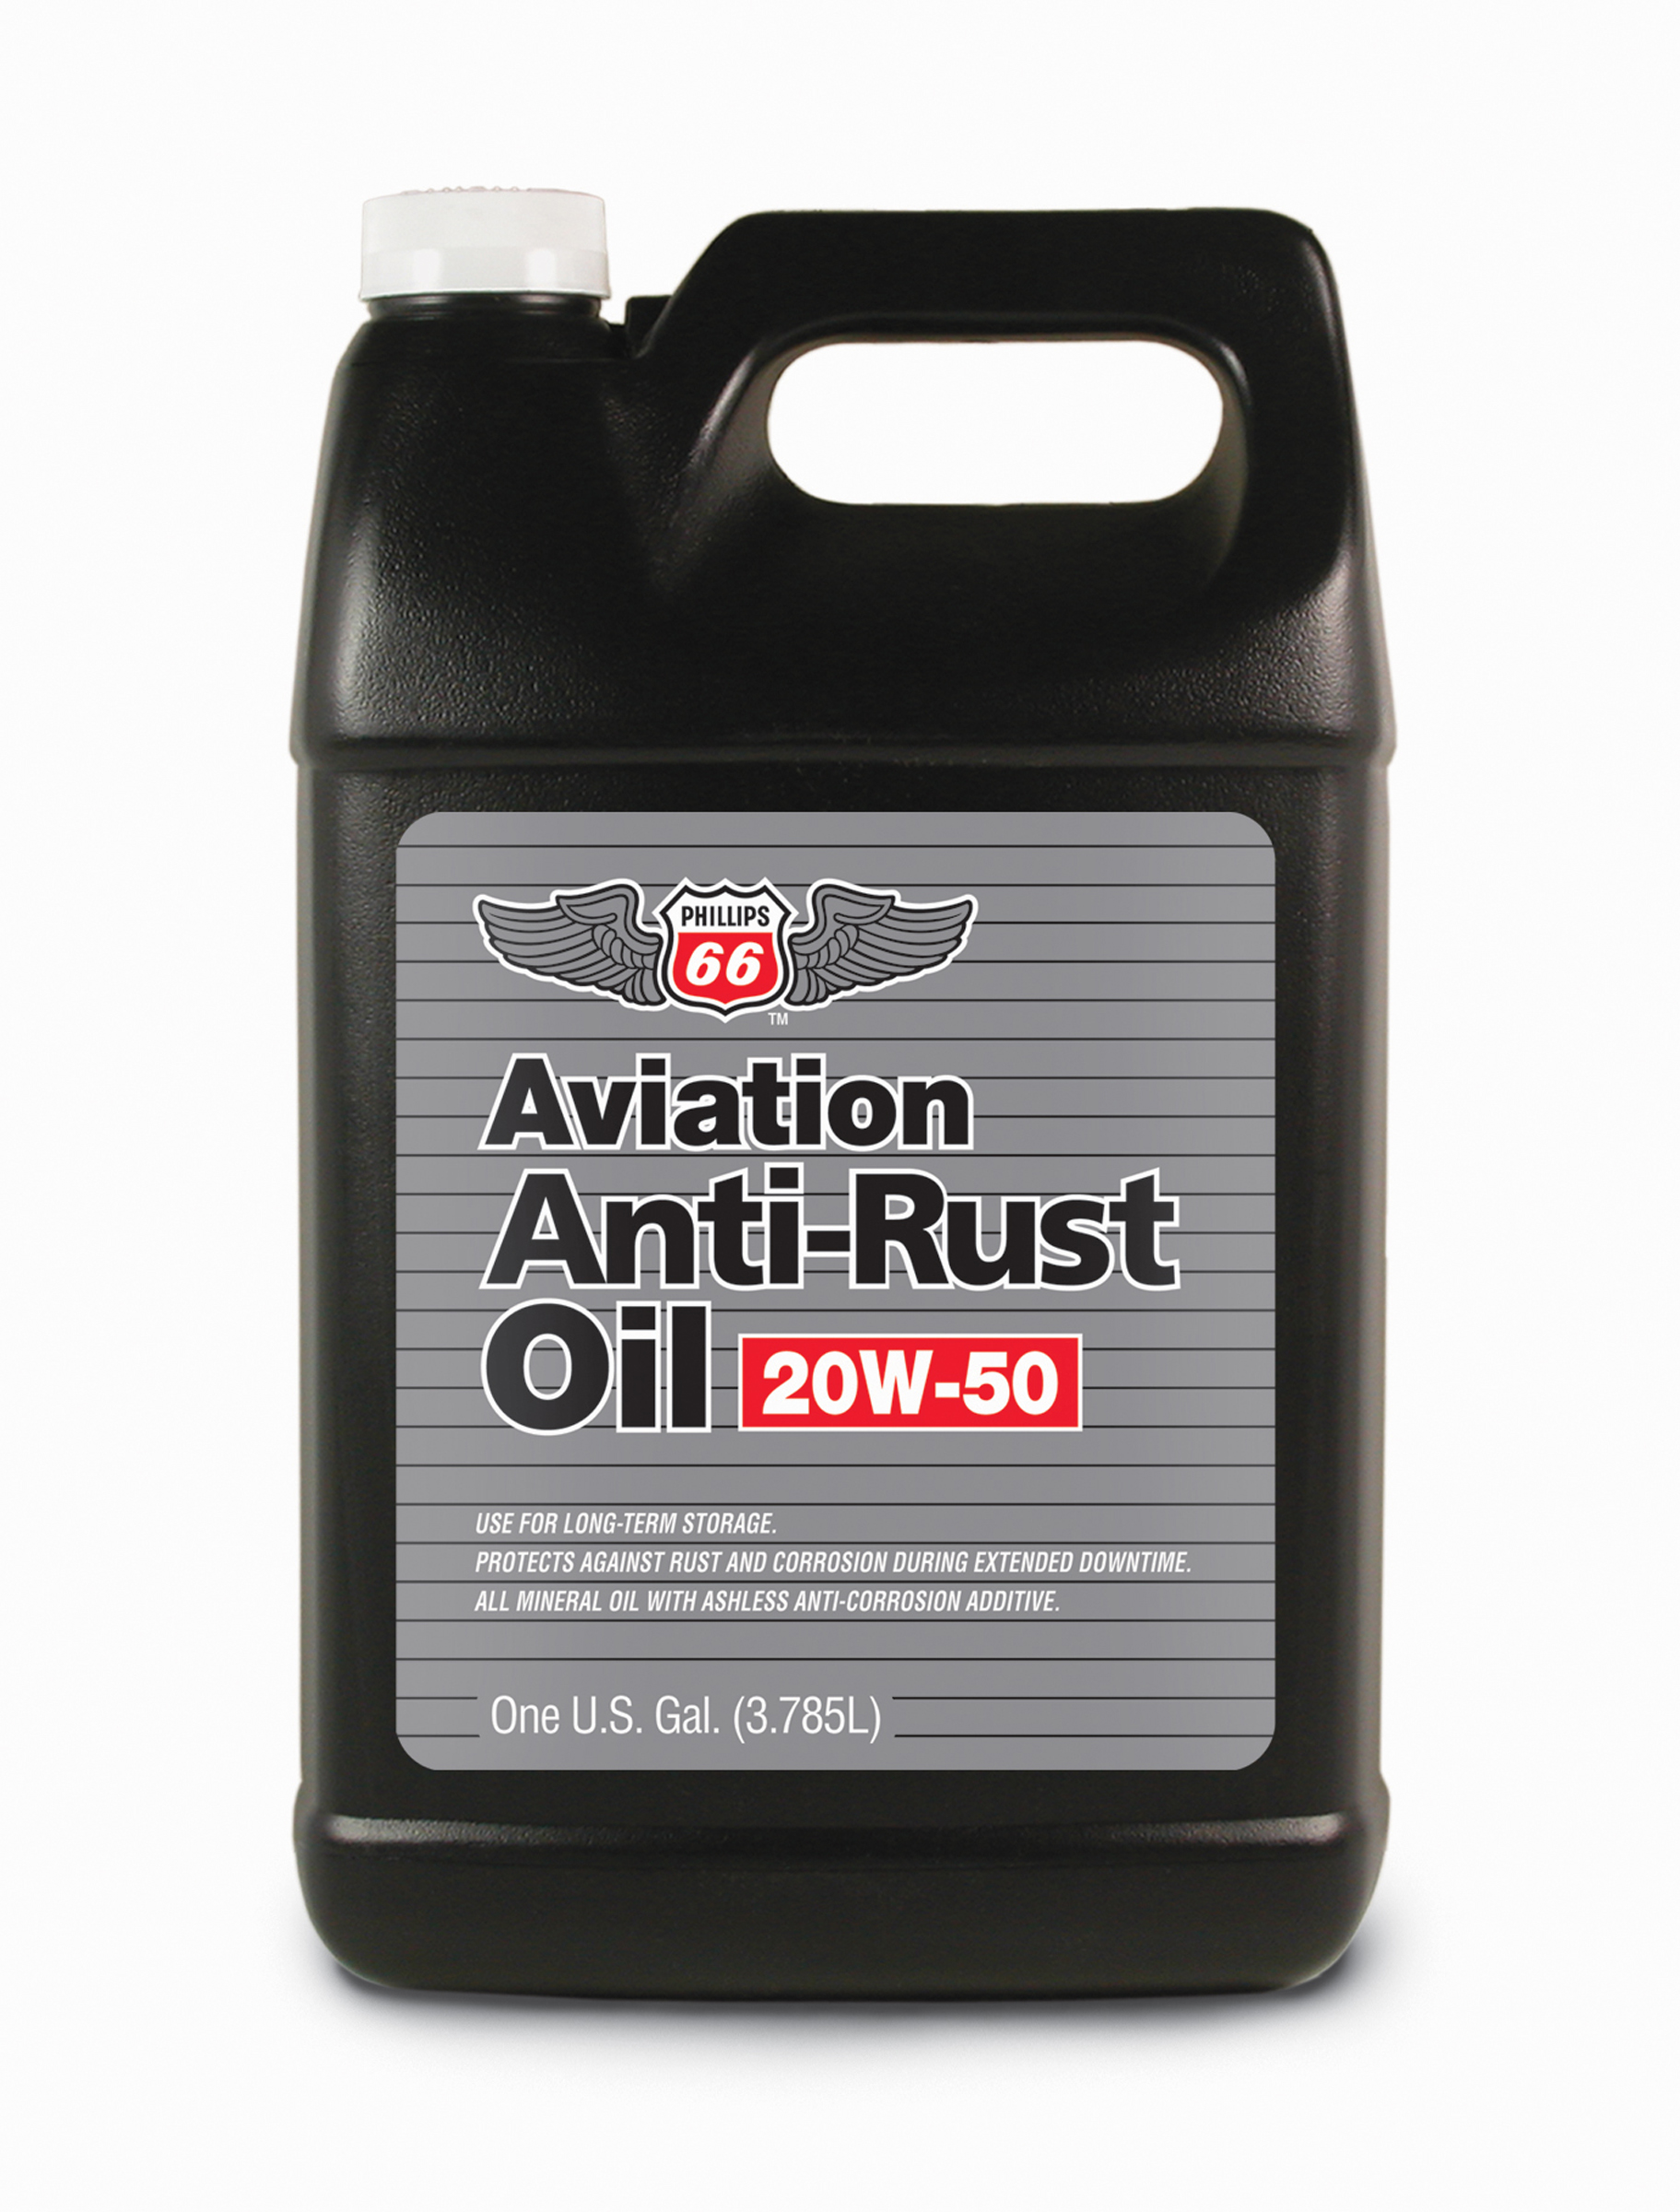 PHILLIPS
66
TM
Aviation
Anti-Rust
Oil 20W-50
USE FOR LONG-TERM STORAGE.
PROTECTS AGAINST RUST AND CORROSION DURING EXTENDED DOWNTIME.
ALL MINERAL OIL WITH ASHLESS ANTI-CORROSION ADDITIVE.
One U.S. Gal. (3.785L)